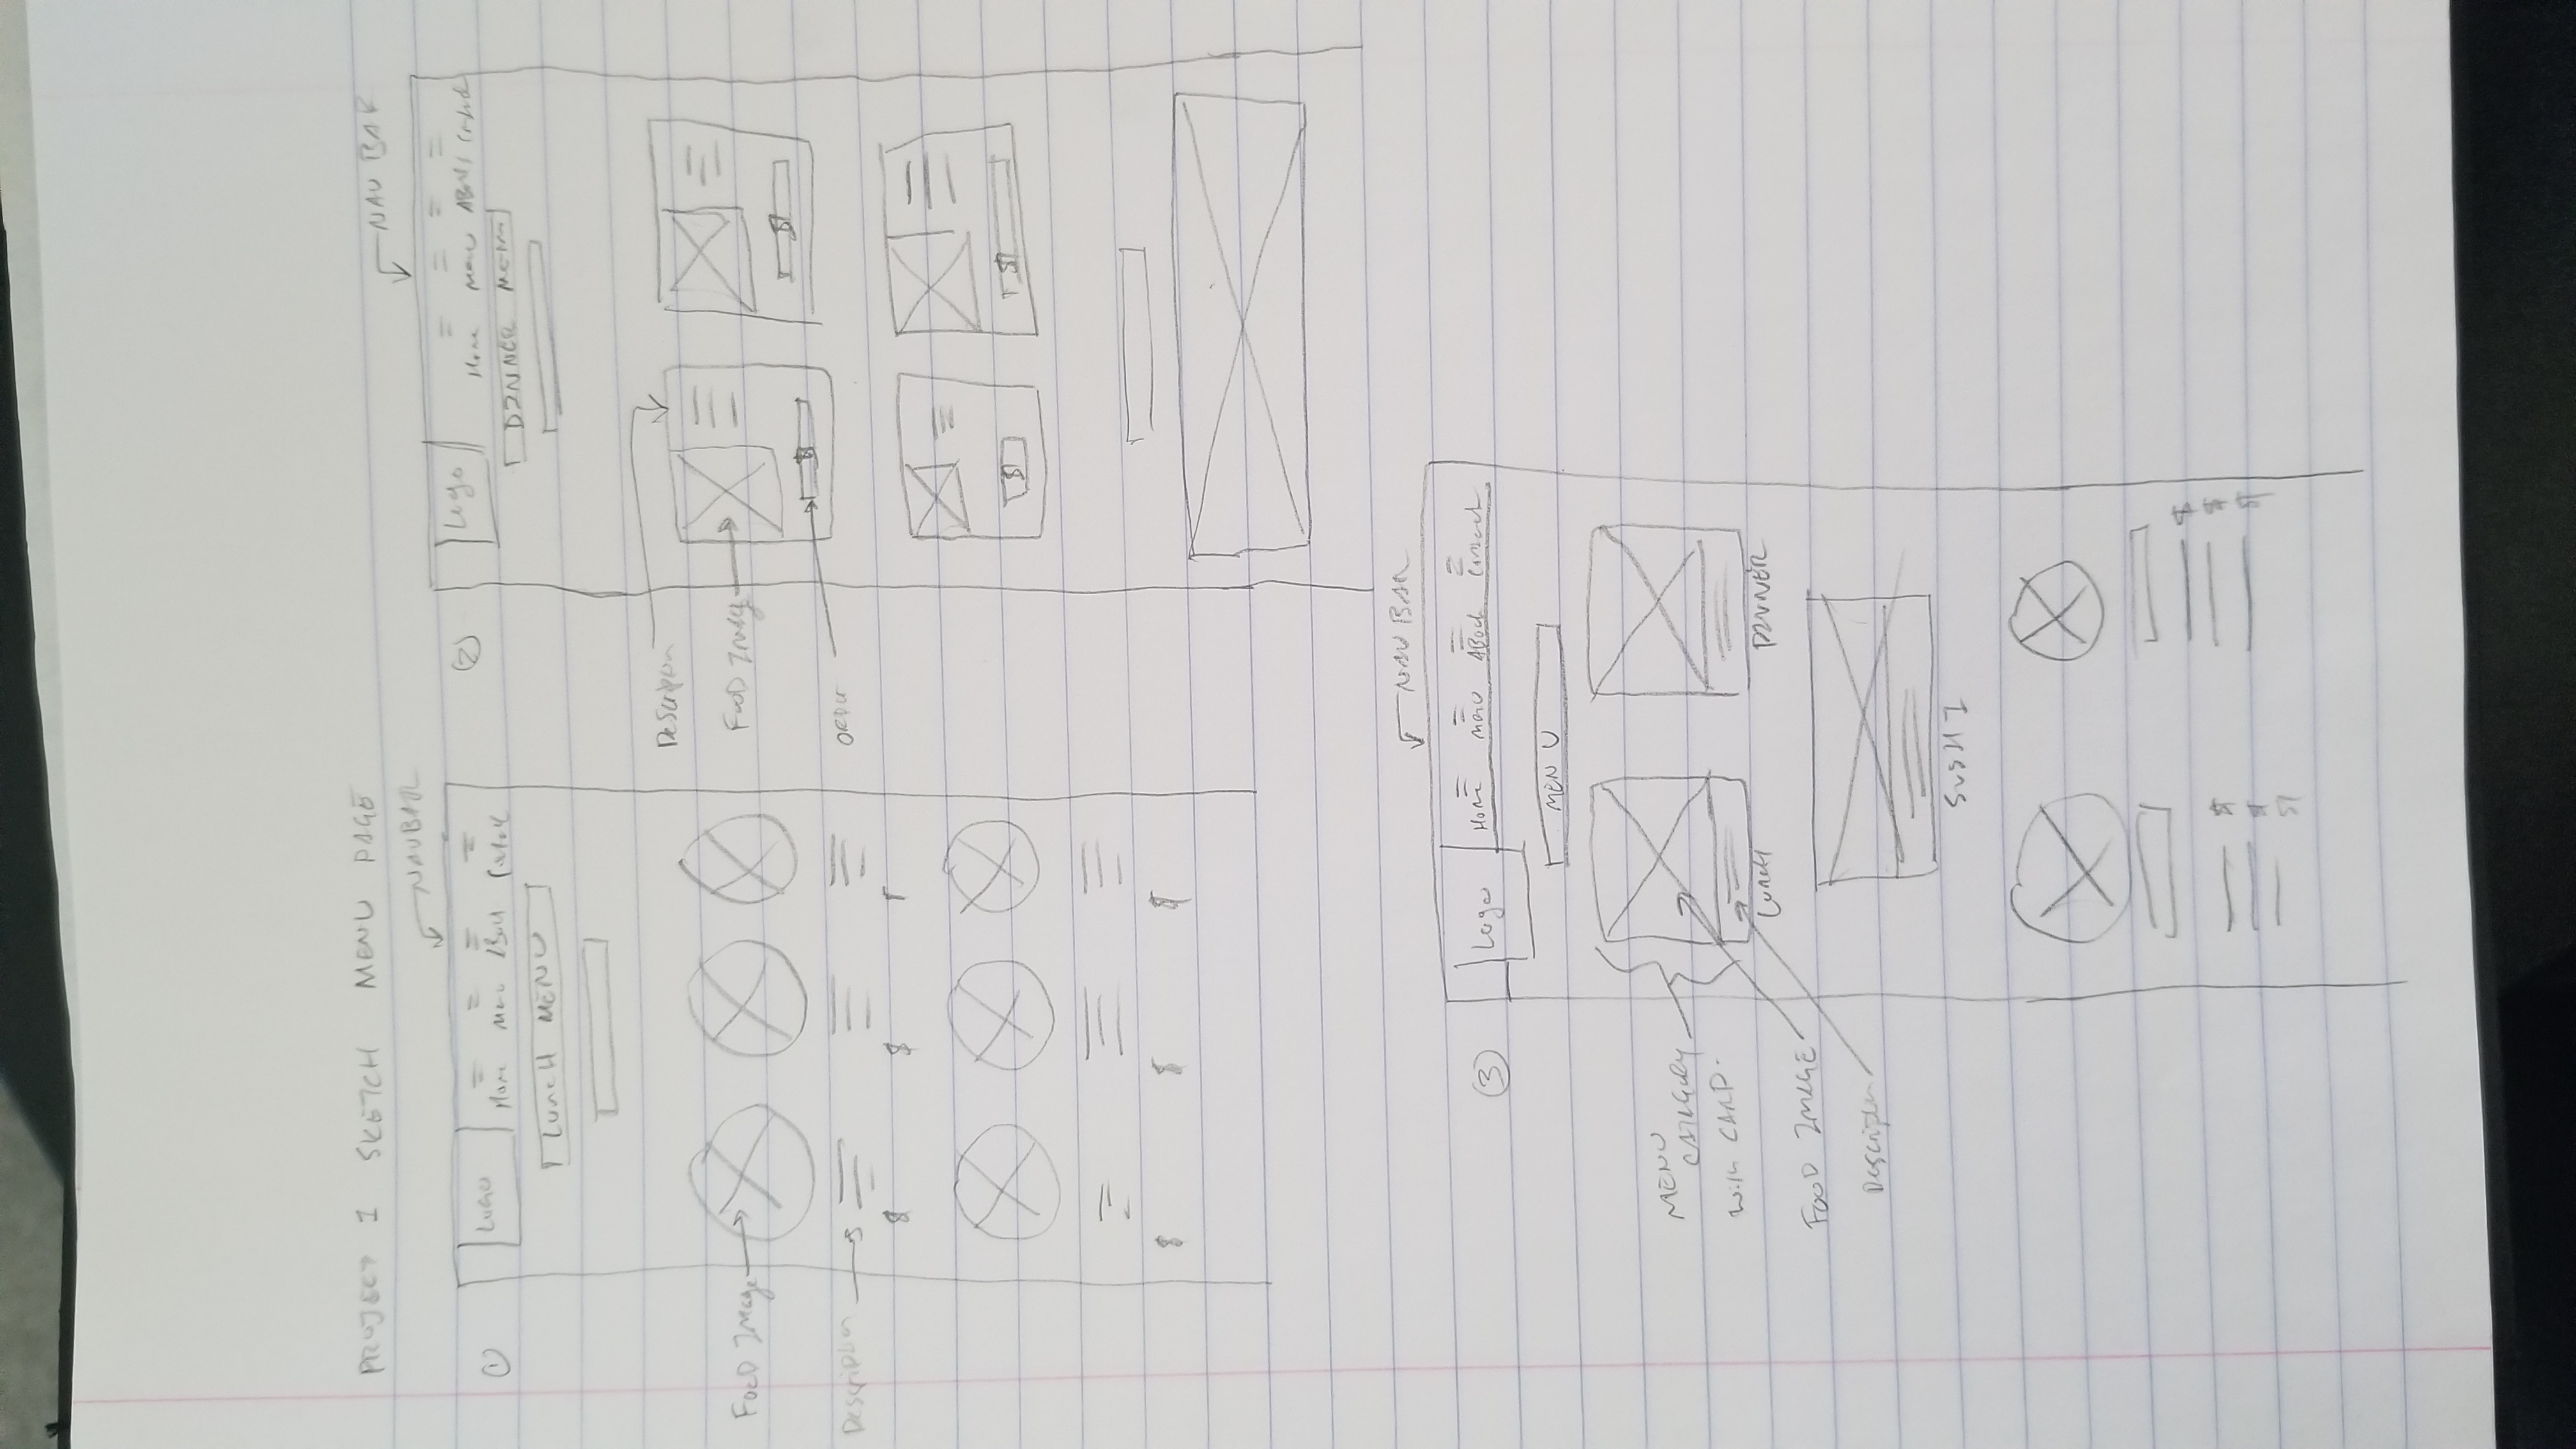 PROJECT 1 SKETCH MENU PAGE
NAVBAR
①
LOGO
Home Menu About Contact
LUNCH MENU
FOOD Image
Description
$ $ $
$ $ $
NAV BAR
②
Logo
Home Menu ABout Contact
DINNER MENU
Description
FOOD Image
$ $
ORDer
$ $
NAV BAR
③
Logo
Home Menu ABout Contact
MENU
MENU
CATEGORY
With CARD.
LUNCH DINNER
FOOD IMAGE
Description
SUSHI
$
$
$
$
$
$